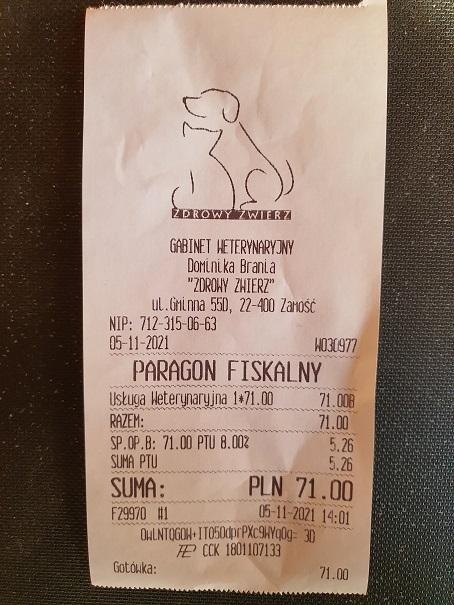 ZDROWY ZWIERZ
GABINET WETERYNARYJNY
Dominika Brania
"ZDROWY ZWIERZ"
ul.Gminna 55D, 22-400 Zamość
NIP: 712-315-06-63
05-11-2021 W030977
PARAGON FISKALNY
Usługa Weterynaryjna 1*71.00 71.00B
RAZEM: 71.00
SP.OP.B: 71.00 PTU 8.00% 5.26
SUMA PTU 5.26
SUMA: PLN 71.00
F29970 #1 05-11-2021 14:01
CCK 1801107133
Gotówka: 71.00